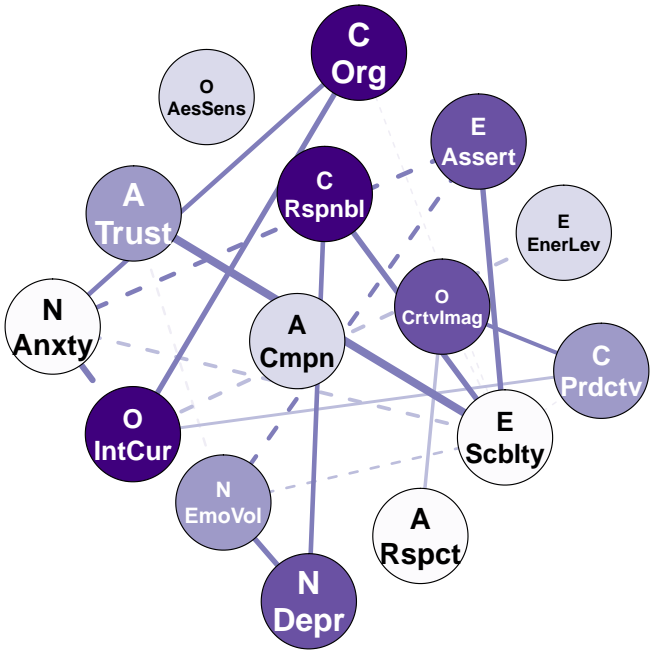 C
Org
O
AesSens
E
Assert
C
Rspnbl
A
Trust
E
EnerLev
O
CrtvImag
N
Anxty
A
Cmpn
C
Prdctv
O
IntCur
E
Scblty
N
EmoVol
A
Rspct
N
Depr